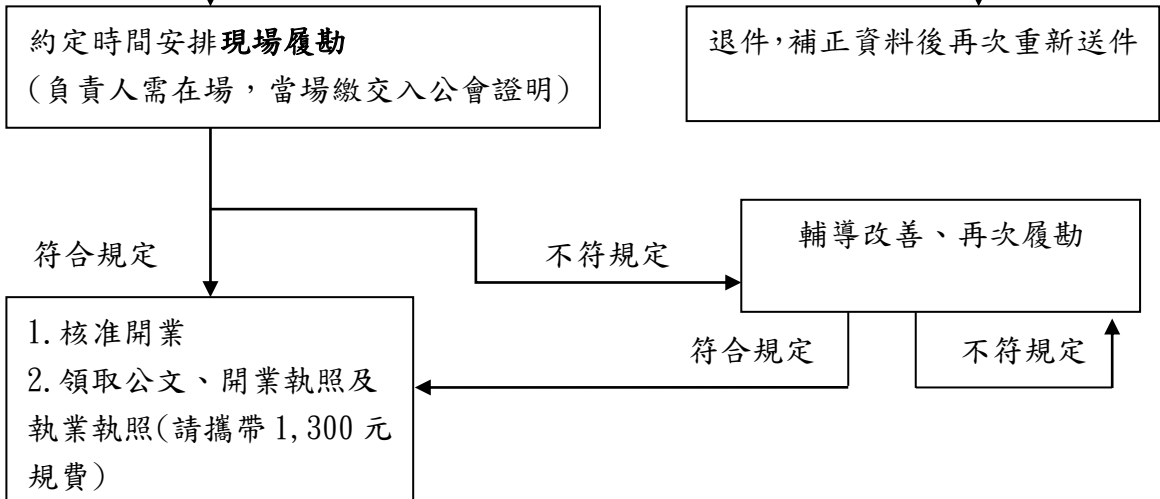 約定時間安排現場履勘
(負責人需在場，當場繳交入公會證明)
退件，補正資料後再次重新送件
符合規定
不符規定
輔導改善、再次履勘
符合規定
不符規定
1.核准開業
2.領取公文、開業執照及
執業執照(請攜帶1,300元
規費)